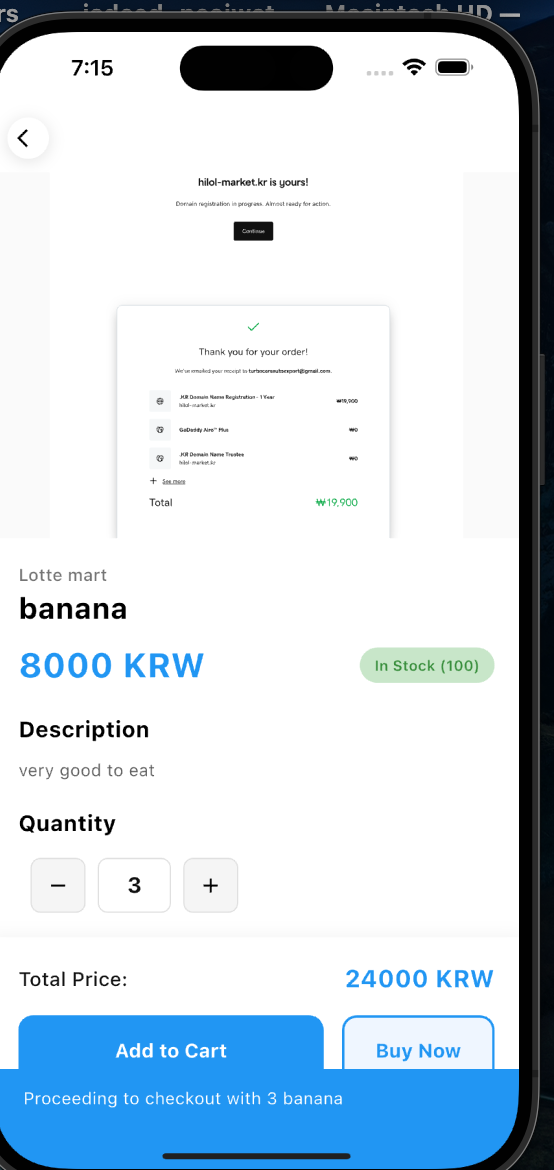 7:15
hilol-market.kr is yours!
Domain registration in progress. Almost ready for action.
Continue
Thank you for your order!
We've emailed your receipt to
.KR Domain Name Registration - 1 Year
₩19,900
hilol-market.kr
GoDaddy Airo™ Plus
₩0
.KR Domain Name Trustee
₩0
hilol-market.kr
See more
Total
₩19,900
Lotte mart
banana
8000 KRW
In Stock (100)
Description
very good to eat
Quantity
− 3 +
Total Price:
24000 KRW
Add to Cart
Buy Now
Proceeding to checkout with 3 banana